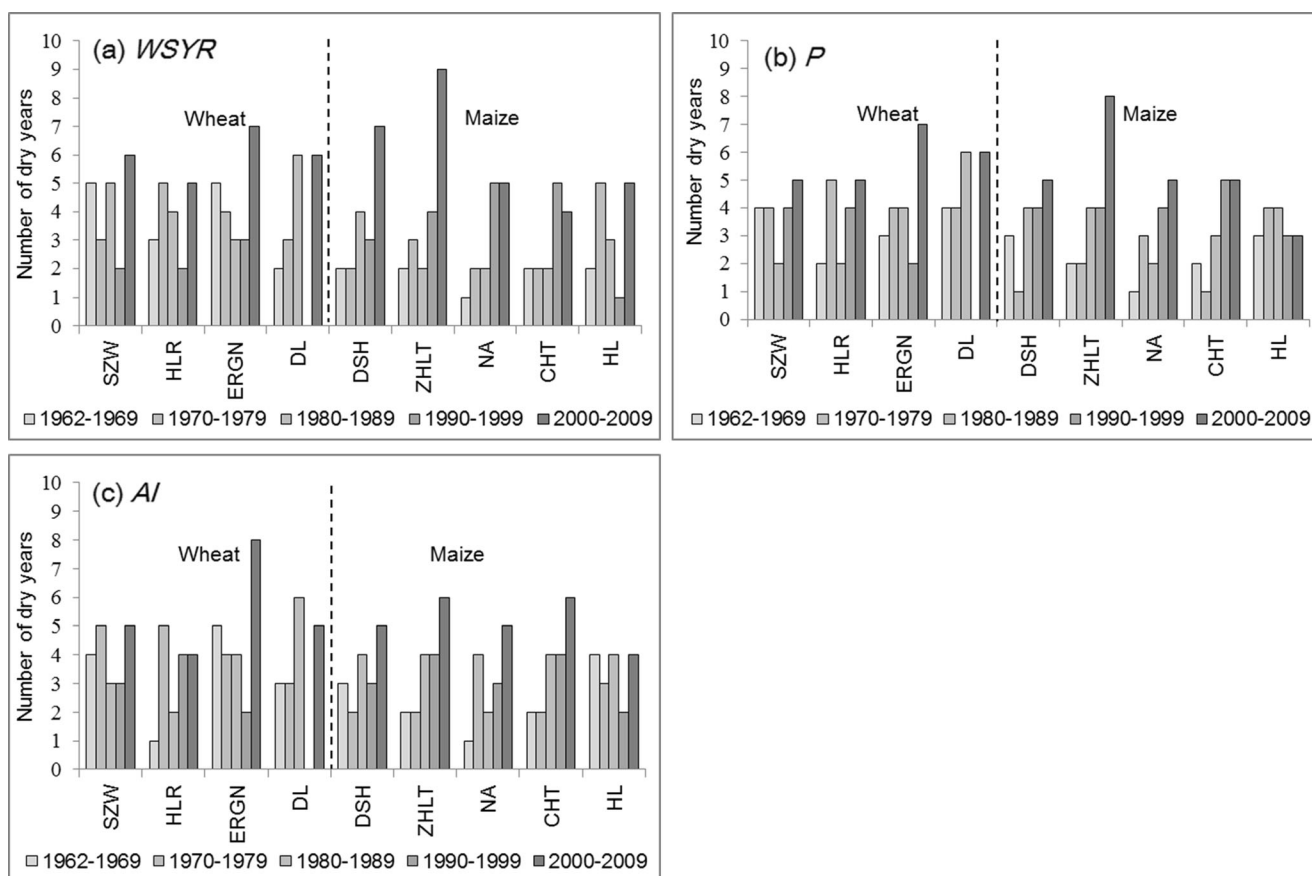 (a) WSYR
Number of dry years
10
9
8
7
6
5
4
3
2
1
0
Wheat
Maize
SZW
HLR
ERGN
DL
DSH
ZHLT
NA
CHT
HL
1962-1969 1970-1979 1980-1989 1990-1999 2000-2009
(b) P
Number dry years
10
9
8
7
6
5
4
3
2
1
0
Wheat
Maize
SZW
HLR
ERGN
DL
DSH
ZHLT
NA
CHT
HL
1962-1969 1970-1979 1980-1989 1990-1999 2000-2009
(c) AI
Number of dry years
10
9
8
7
6
5
4
3
2
1
0
Wheat
Maize
SZW
HLR
ERGN
DL
DSH
ZHLT
NA
CHT
HL
1962-1969 1970-1979 1980-1989 1990-1999 2000-2009